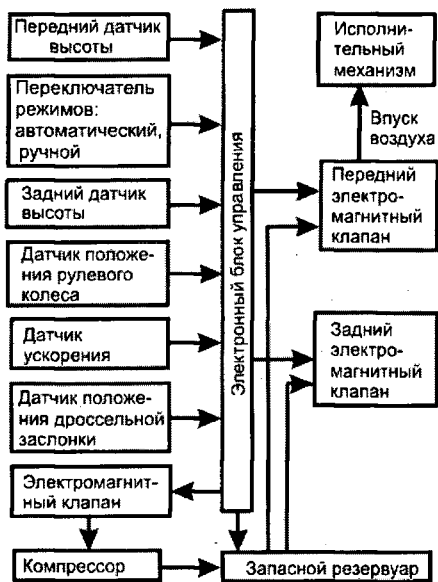 Передний датчик
высоты
Переключатель
режимов:
автоматический,
ручной
Задний датчик
высоты
Датчик положе-
ния рулевого
колеса
Датчик
ускорения
Датчик положе-
ния дроссельной
заслонки
Электромагнит-
ный клапан
Компрессор
Электронный блок управления
Исполни-
тельный
механизм
Впуск
воздуха
Передний
электро-
магнитный
клапан
Задний
электро-
магнитный
клапан
Запасной резервуар